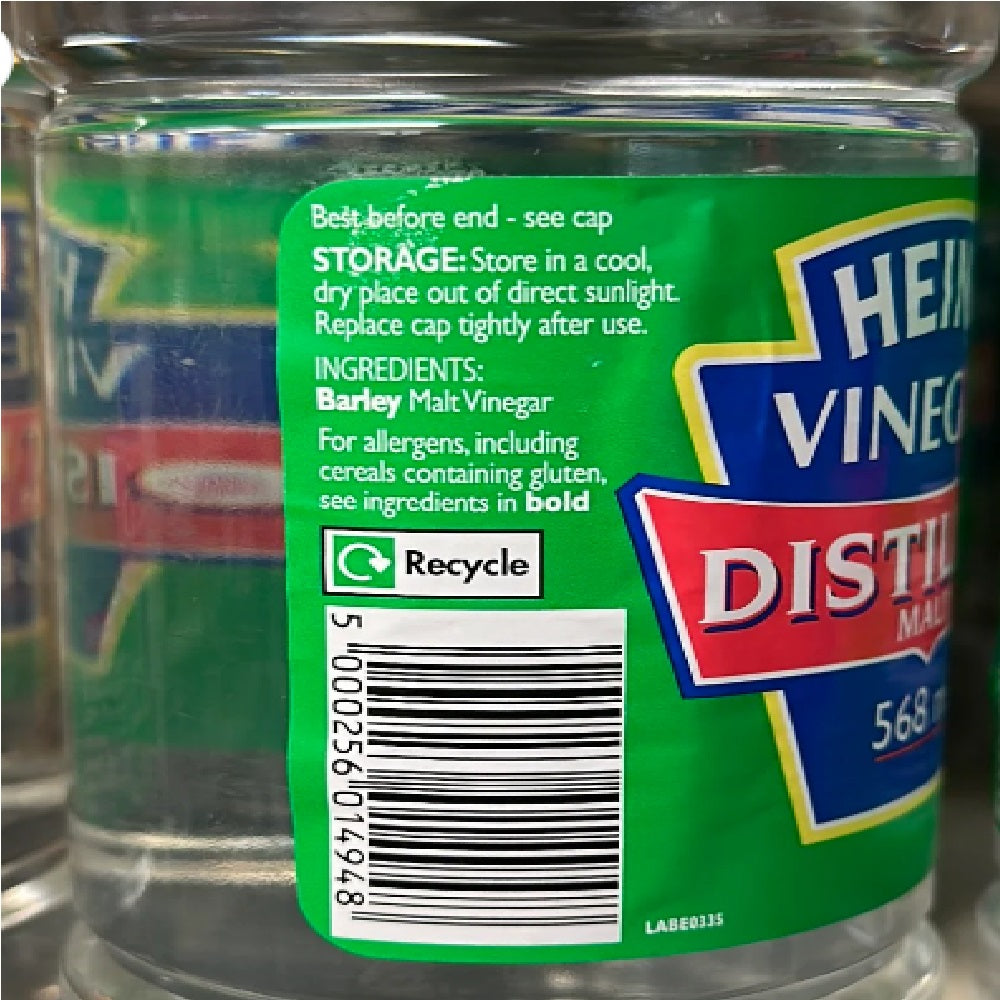 Best before end - see cap
STORAGE: Store in a cool,
dry place out of direct sunlight.
Replace cap tightly after use.
INGREDIENTS:
Barley Malt Vinegar
For allergens, including
cereals containing gluten,
see ingredients in bold
Recycle
5 000256 014948
LABE0335
HEIN
VINEG
DISTIL
MAL
568 m